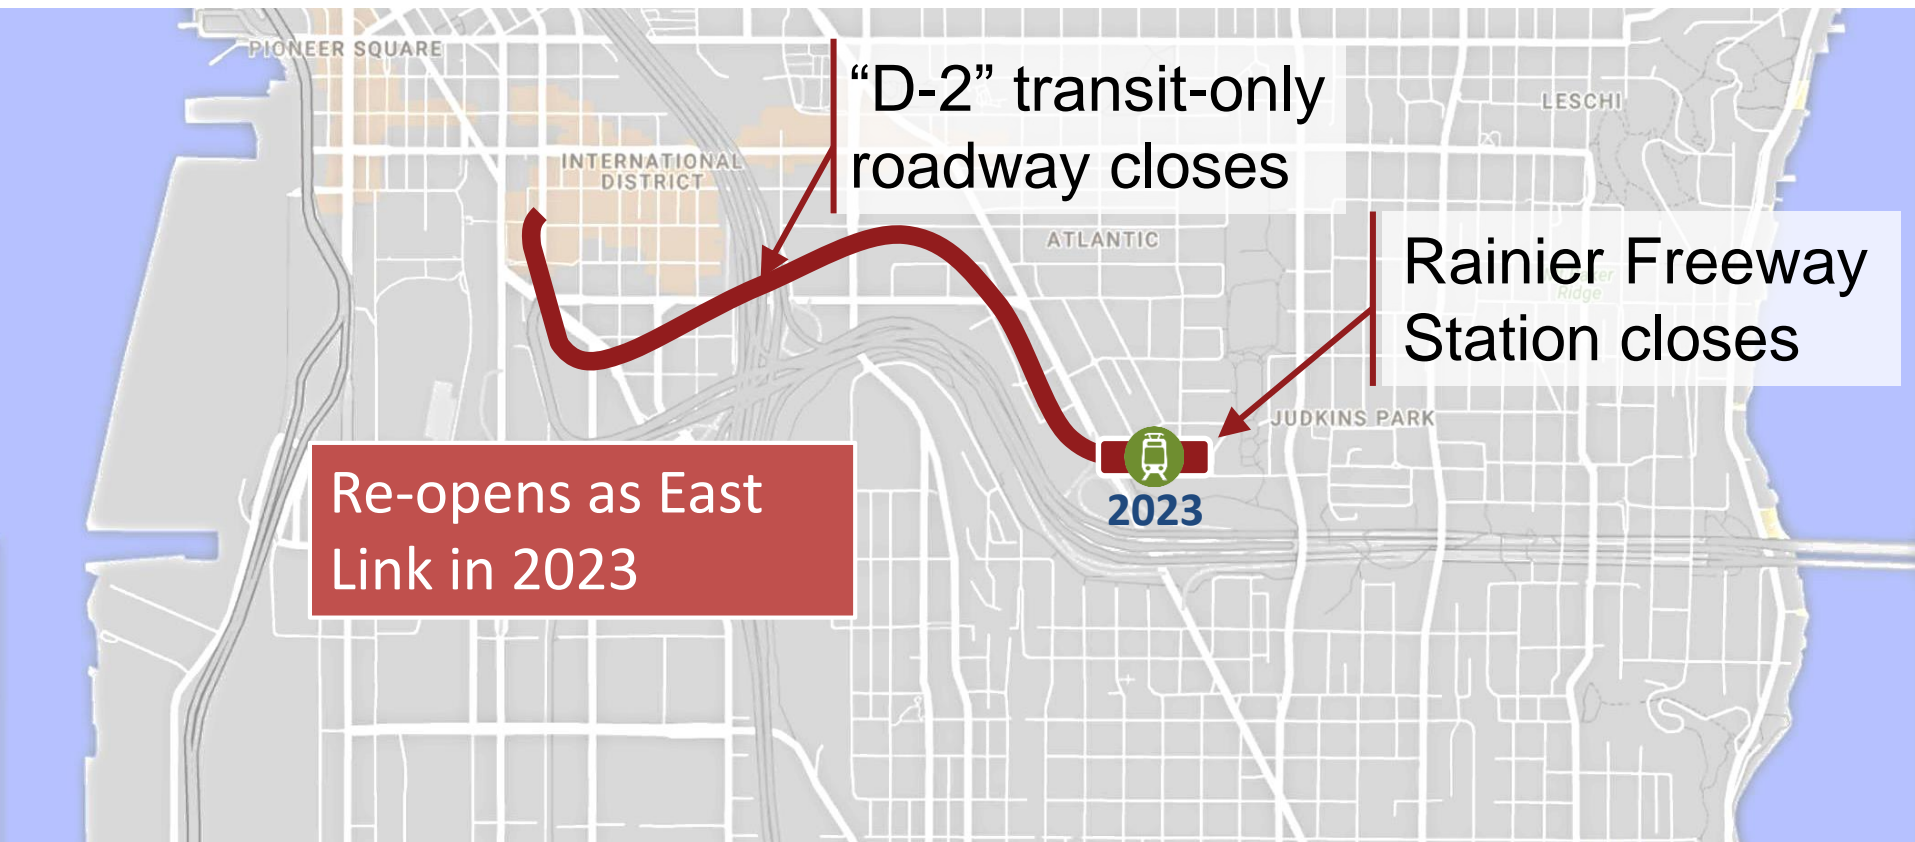 PIONEER SQUARE
“D-2” transit-only
roadway closes
LESCHI
INTERNATIONAL
DISTRICT
ATLANTIC
Rainier Freeway
Station closes
Ridge
JUDKINS PARK
Re-opens as East
Link in 2023
2023